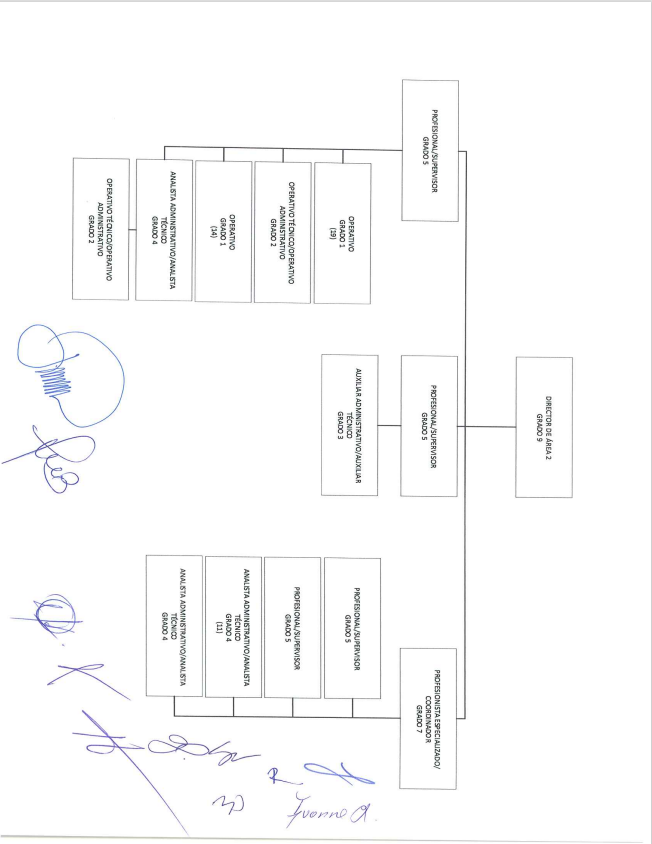 DIRECTOR DE ÁREA 2
GRADO 9
PROFESIONAL/SUPERVISOR
GRADO 5
OPERATIVO
GRADO 1
(19)
OPERATIVO TÉCNICO/OPERATIVO
ADMINISTRATIVO
GRADO 2
OPERATIVO
GRADO 1
(14)
ANALISTA ADMINISTRATIVO/ANALISTA
TÉCNICO
GRADO 4
OPERATIVO TÉCNICO/OPERATIVO
ADMINISTRATIVO
GRADO 2
PROFESIONAL/SUPERVISOR
GRADO 5
AUXILIAR ADMINISTRATIVO/AUXILIAR
TÉCNICO
GRADO 3
PROFESIONISTA ESPECIALIZADO/
COORDINADOR
GRADO 7
PROFESIONAL/SUPERVISOR
GRADO 5
PROFESIONAL/SUPERVISOR
GRADO 5
ANALISTA ADMINISTRATIVO/ANALISTA
TÉCNICO
GRADO 4
(11)
ANALISTA ADMINISTRATIVO/ANALISTA
TÉCNICO
GRADO 4
Yvonne